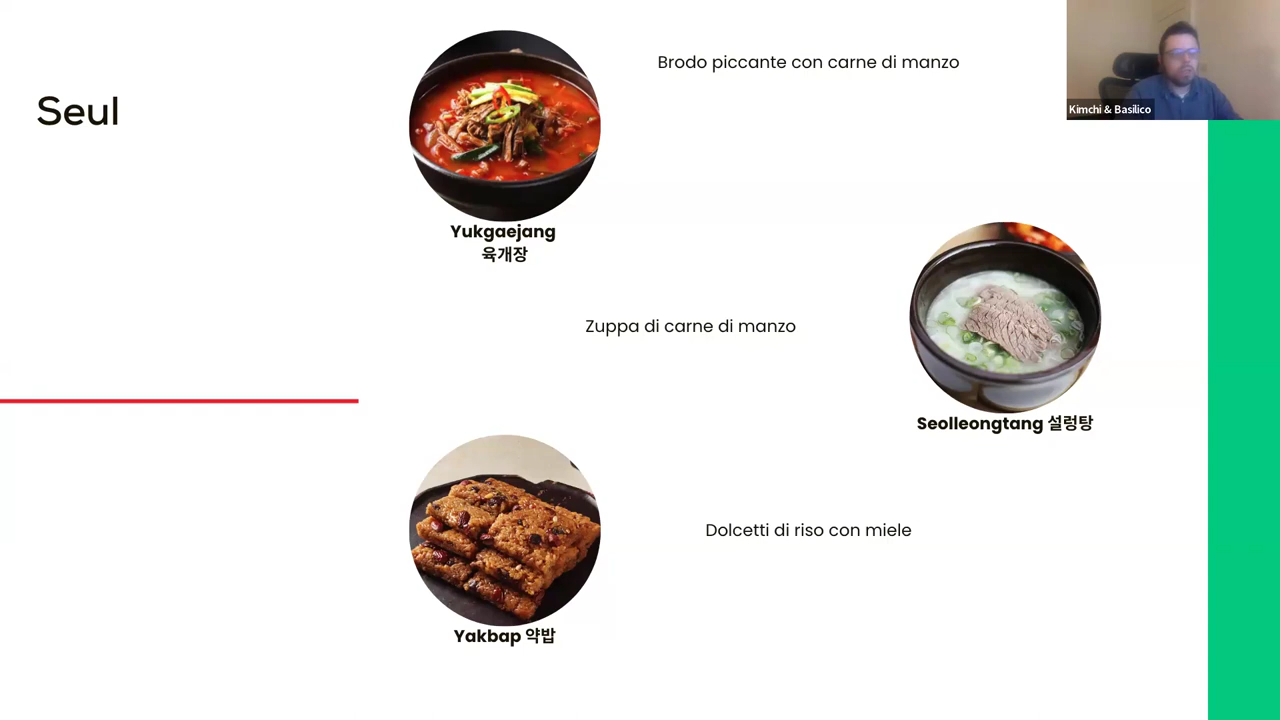 Seul
Brodo piccante con carne di manzo
Kimchi & Basilico
Yukgaejang
육개장
Zuppa di carne di manzo
Seolleongtang 설렁탕
Dolcetti di riso con miele
Yakbap 약밥